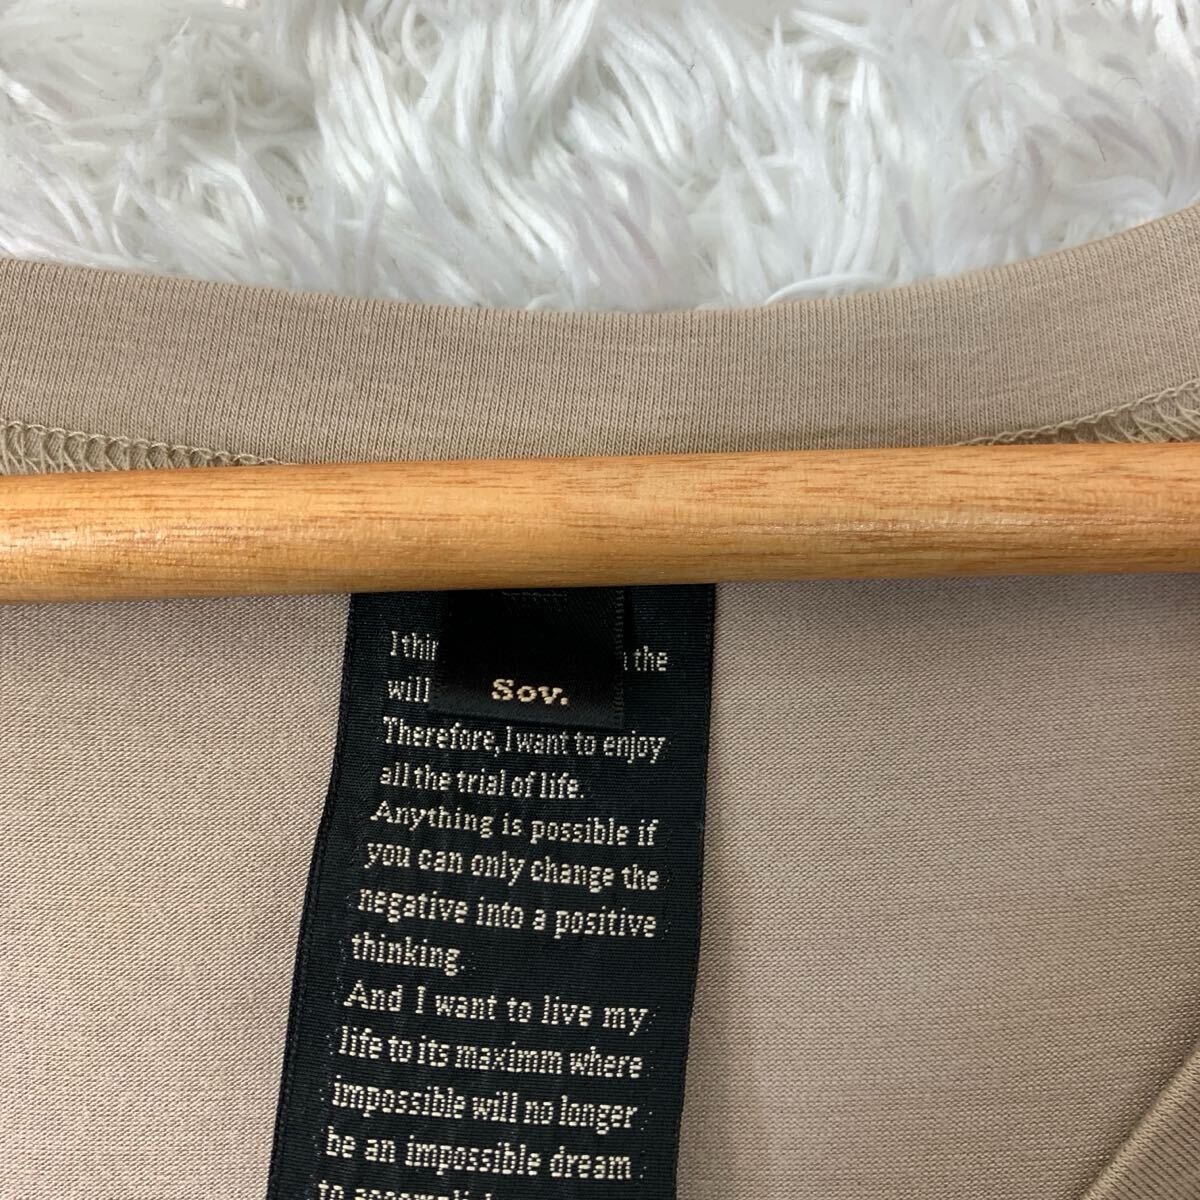 I the
will
Sov.
Therefore, I want to enjoy
all the trial of life.
Anything is possible if
you can only change the
negative into a positive
thinking.
And I want to live my
life to its maximm where
impossible will no longer
be an impossible dream
to